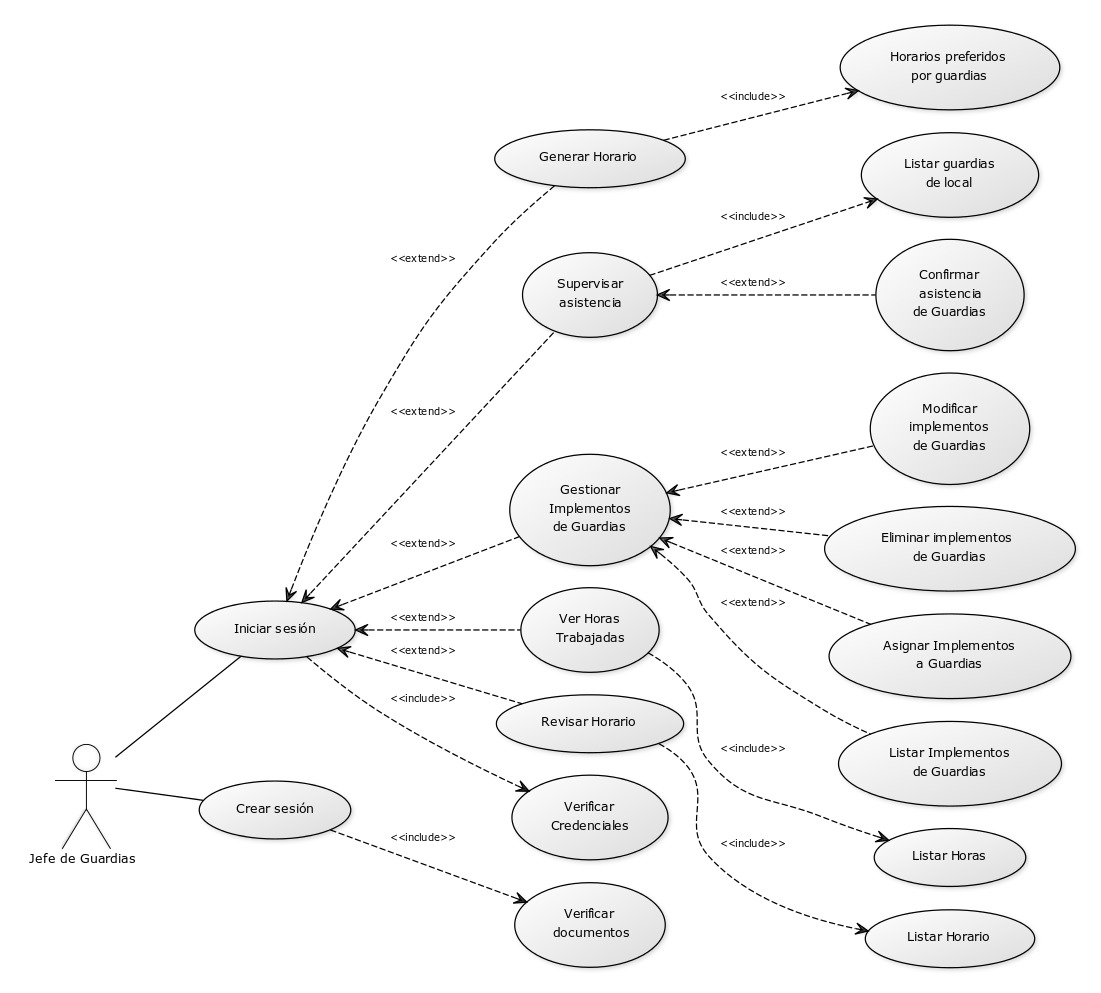 Horarios preferidos
por guardias
<<include>>
Generar Horario
Listar guardias
de local
<<include>>
<<extend>>
Supervisar
asistencia
<<extend>>
Confirmar
asistencia
de Guardias
<<extend>>
Modificar
implementos
de Guardias
<<extend>>
Gestionar
Implementos
de Guardias
<<extend>>
Eliminar implementos
de Guardias
<<extend>>
<<extend>>
<<extend>>
Asignar Implementos
a Guardias
Iniciar sesión
<<extend>>
Ver Horas
Trabajadas
<<extend>>
Revisar Horario
<<include>>
Listar Implementos
de Guardias
<<include>>
Crear sesión
Verificar
Credenciales
<<include>>
<<include>>
Listar Horas
Jefe de Guardias
Verificar
documentos
Listar Horario